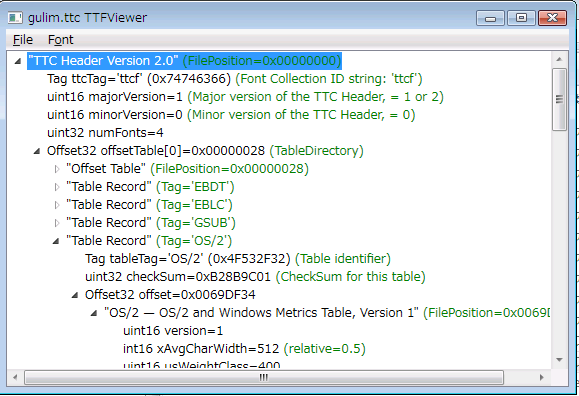 gulim.ttc TTFViewer
File Font
"TTC Header Version 2.0" (FilePosition=0x00000000)
Tag ttcTag='ttcf' (0x74746366) (Font Collection ID string: 'ttcf')
uint16 majorVersion=1 (Major version of the TTC Header, = 1 or 2)
uint16 minorVersion=0 (Minor version of the TTC Header, = 0)
uint32 numFonts=4
Offset32 offsetTable[0]=0x00000028 (TableDirectory)
"Offset Table" (FilePosition=0x00000028)
"Table Record" (Tag='EBDT')
"Table Record" (Tag='EBLC')
"Table Record" (Tag='GSUB')
"Table Record" (Tag='OS/2')
Tag tableTag='OS/2' (0x4F532F32) (Table identifier)
uint32 checkSum=0xB28B9C01 (CheckSum for this table)
Offset32 offset=0x0069DF34
"OS/2 — OS/2 and Windows Metrics Table, Version 1" (FilePosition=0x0069D
uint16 version=1
int16 xAvgCharWidth=512 (relative=0.5)
uint16 usWeightClass=400